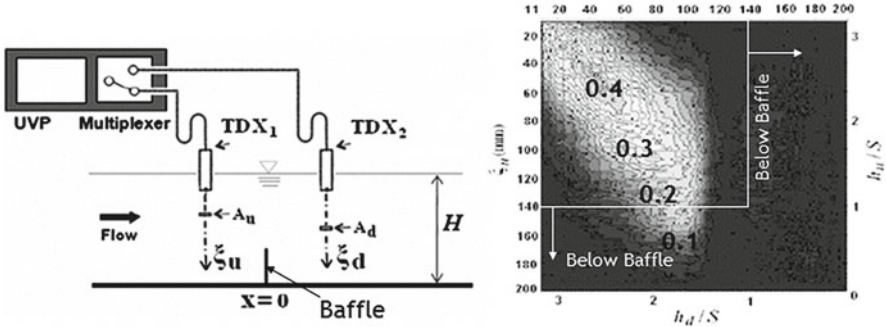 UVP Multiplexer
TDX1 TDX2
Au Ad
Flow
H
ξu ξd
x=0 Baffle
11 20 40 60 80 100 120 140 160 180 200
20
40
60
80
100
120
140
160
180
200
ξu (mm)
0.4
0.3
0.2
0.1
Below Baffle
Below Baffle
3
2
1
0
hu/S
3 2 1
hd/S